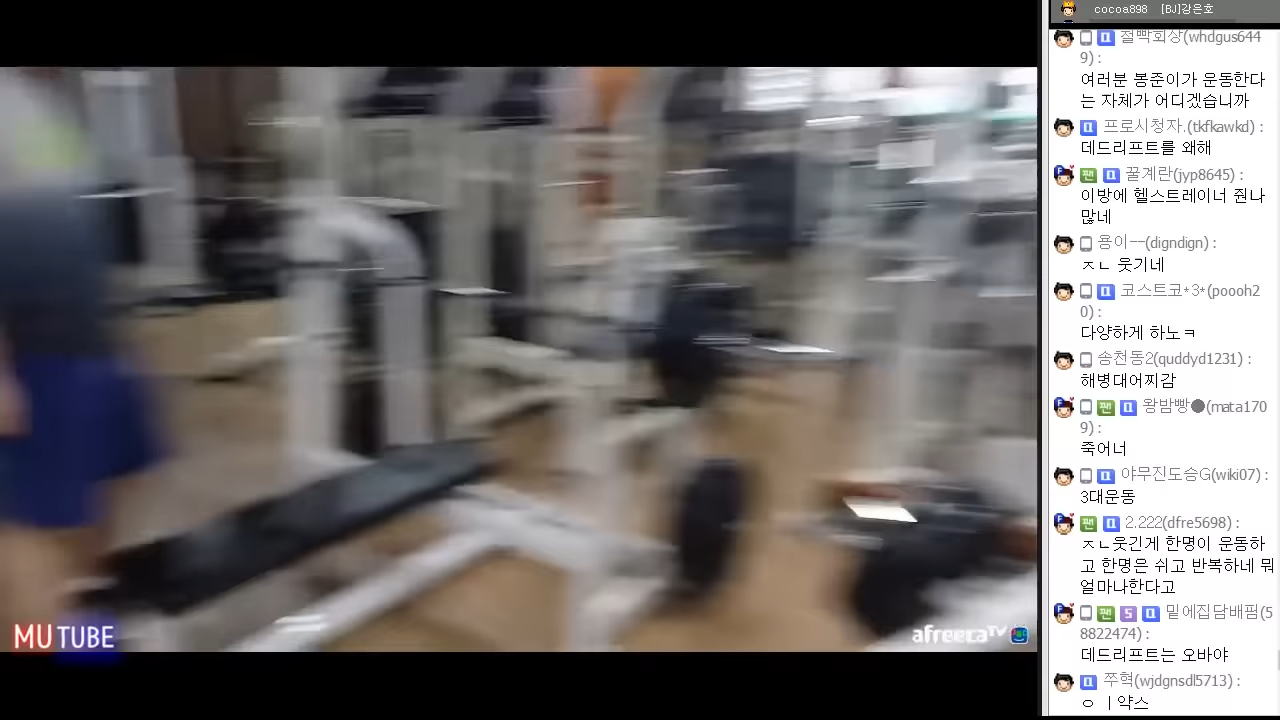 cocoa898 [BJ]강은호
절빡회상(whdgus644
9) :
여러분 봉준이가 운동한다
는 자체가 어디겠습니까
프로시청자.(tkfkawkd) :
데드리프트를 왜해
팬 꿀계란(jyp8645) :
이방에 헬스트레이너 줜나
많네
용이--(digndign) :
ㅈㄴ 웃기네
코스트코*3*(poooh2
0) :
다양하게 하노ㅋ
송천동2(quddyd1231) :
해병대어찌감
팬 왕밤빵●(mata170
9) :
죽어너
야무진도승G(wiki07) :
3대운동
팬 2.222(dfre5698) :
ㅈㄴ웃긴게 한명이 운동하
고 한명은 쉬고 반복하네 뭐
얼마나한다고
팬 S 밑에집담배핌(5
8822474) :
데드리프트는 오바야
쭈혁(wjdgnsdl5713) :
ㅇㅣ약스
MUTUBE
afreecaTV